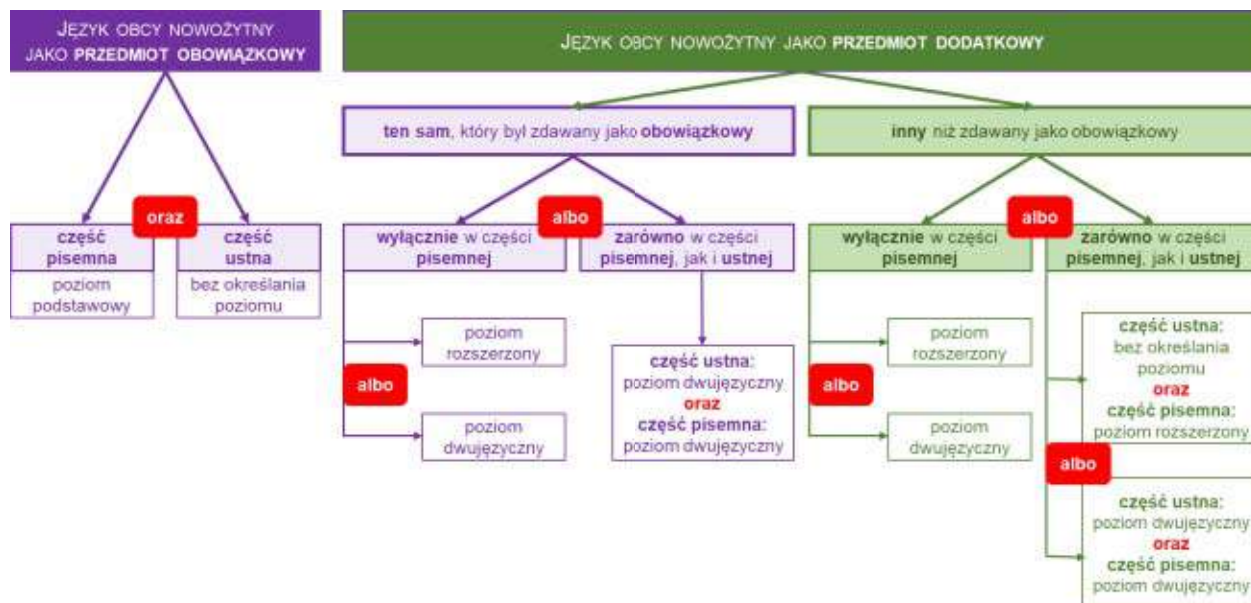 JĘZYK OBCY NOWOŻYTNY
JAKO PRZEDMIOT OBOWIĄZKOWY
JĘZYK OBCY NOWOŻYTNY JAKO PRZEDMIOT DODATKOWY
ten sam, który był zdawany jako obowiązkowy
inny niż zdawany jako obowiązkowy
oraz
część
pisemna
poziom
podstawowy
część
ustna
bez określania
poziomu
albo
wyłącznie w części
pisemnej
zarówno w części
pisemnej, jak i ustnej
poziom
rozszerzony
albo
poziom
dwujęzyczny
część ustna:
poziom dwujęzyczny
oraz
część pisemna:
poziom dwujęzyczny
albo
wyłącznie w części
pisemnej
zarówno w części
pisemnej, jak i ustnej
poziom
rozszerzony
albo
poziom
dwujęzyczny
część ustna:
bez określania
poziomu
oraz
część pisemna:
poziom rozszerzony
albo
część ustna:
poziom dwujęzyczny
oraz
część pisemna:
poziom dwujęzyczny